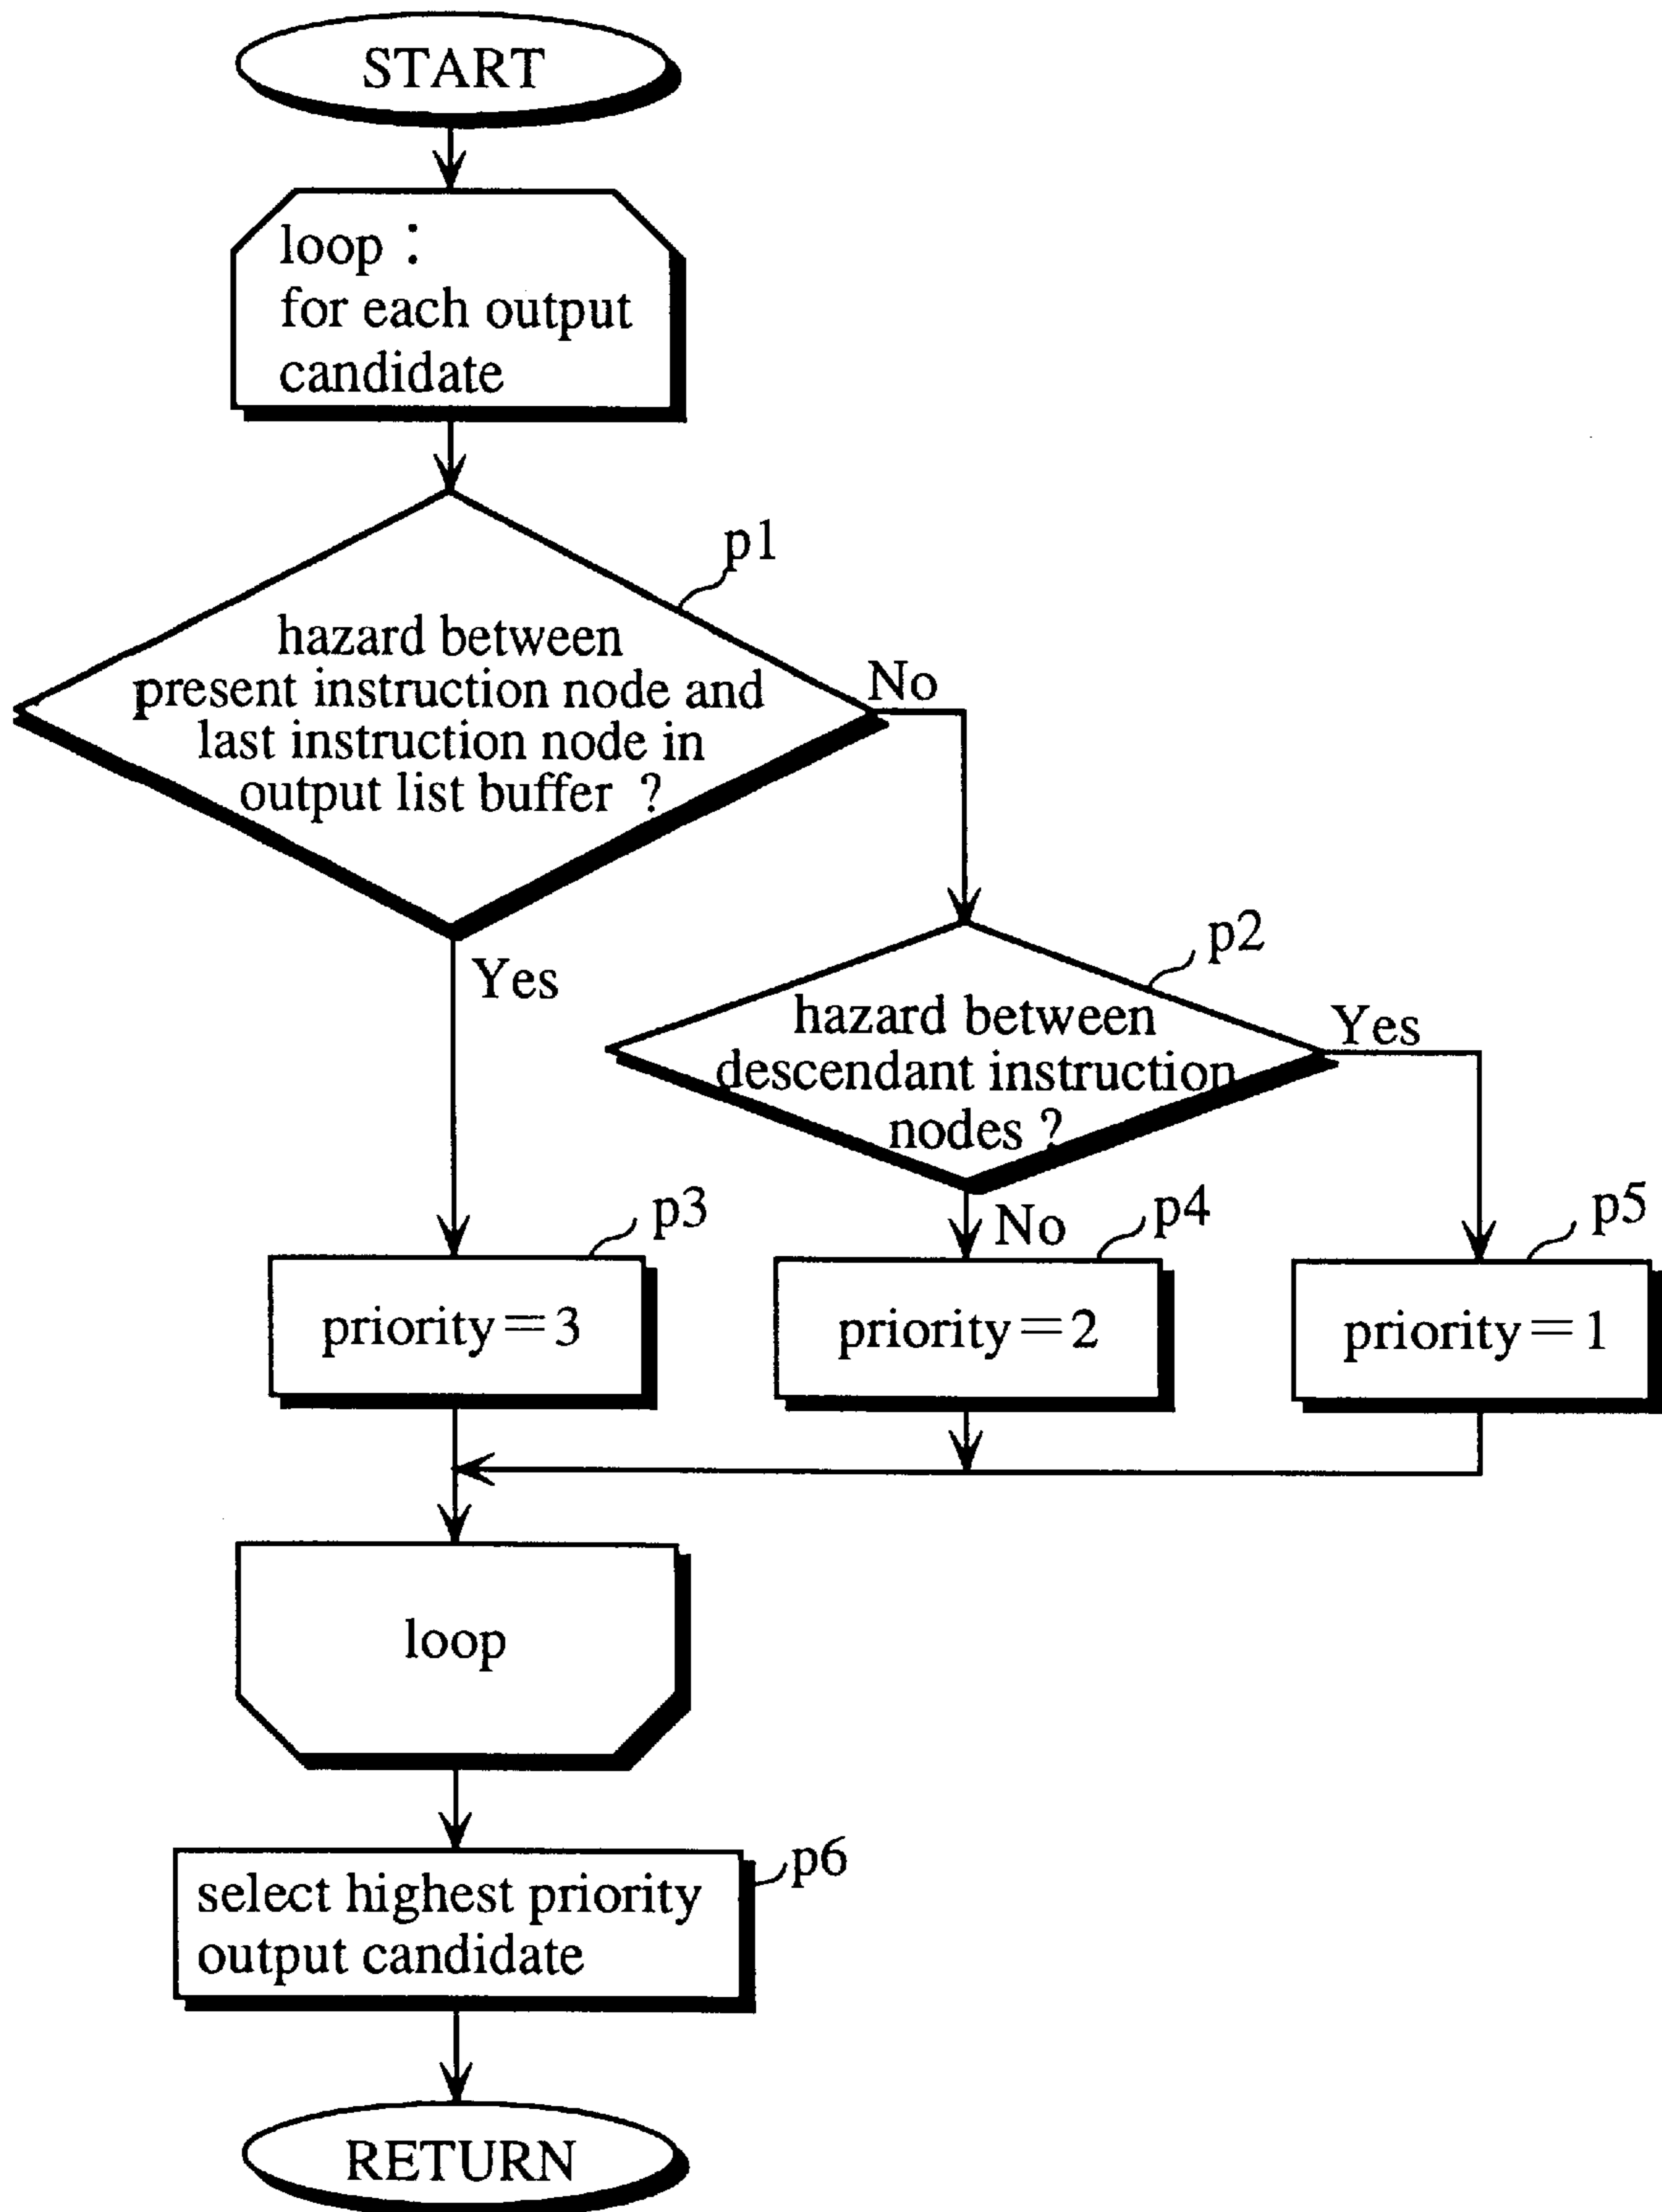 START
loop :
for each output
candidate
p1
hazard between
present instruction node and
last instruction node in
output list buffer ?
No
Yes
p2
hazard between
descendant instruction
nodes ?
Yes
No
p3
priority=3
p4
priority=2
p5
priority=1
loop
p6
select highest priority
output candidate
RETURN